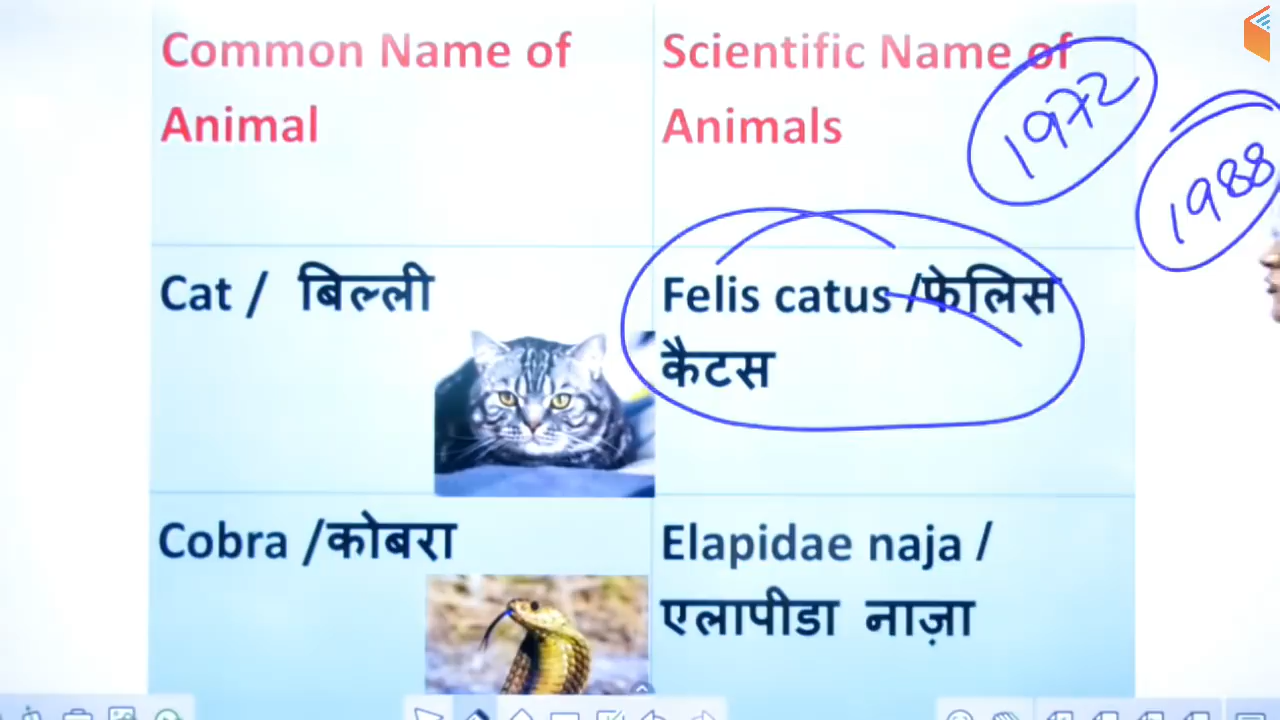 Common Name of
Animal
Scientific Name of
Animals
1972
1988
Cat / बिल्ली
Felis catus /फेलिस
कैटस
Cobra /कोबरा
Elapidae naja /
एलापीडा नाज़ा